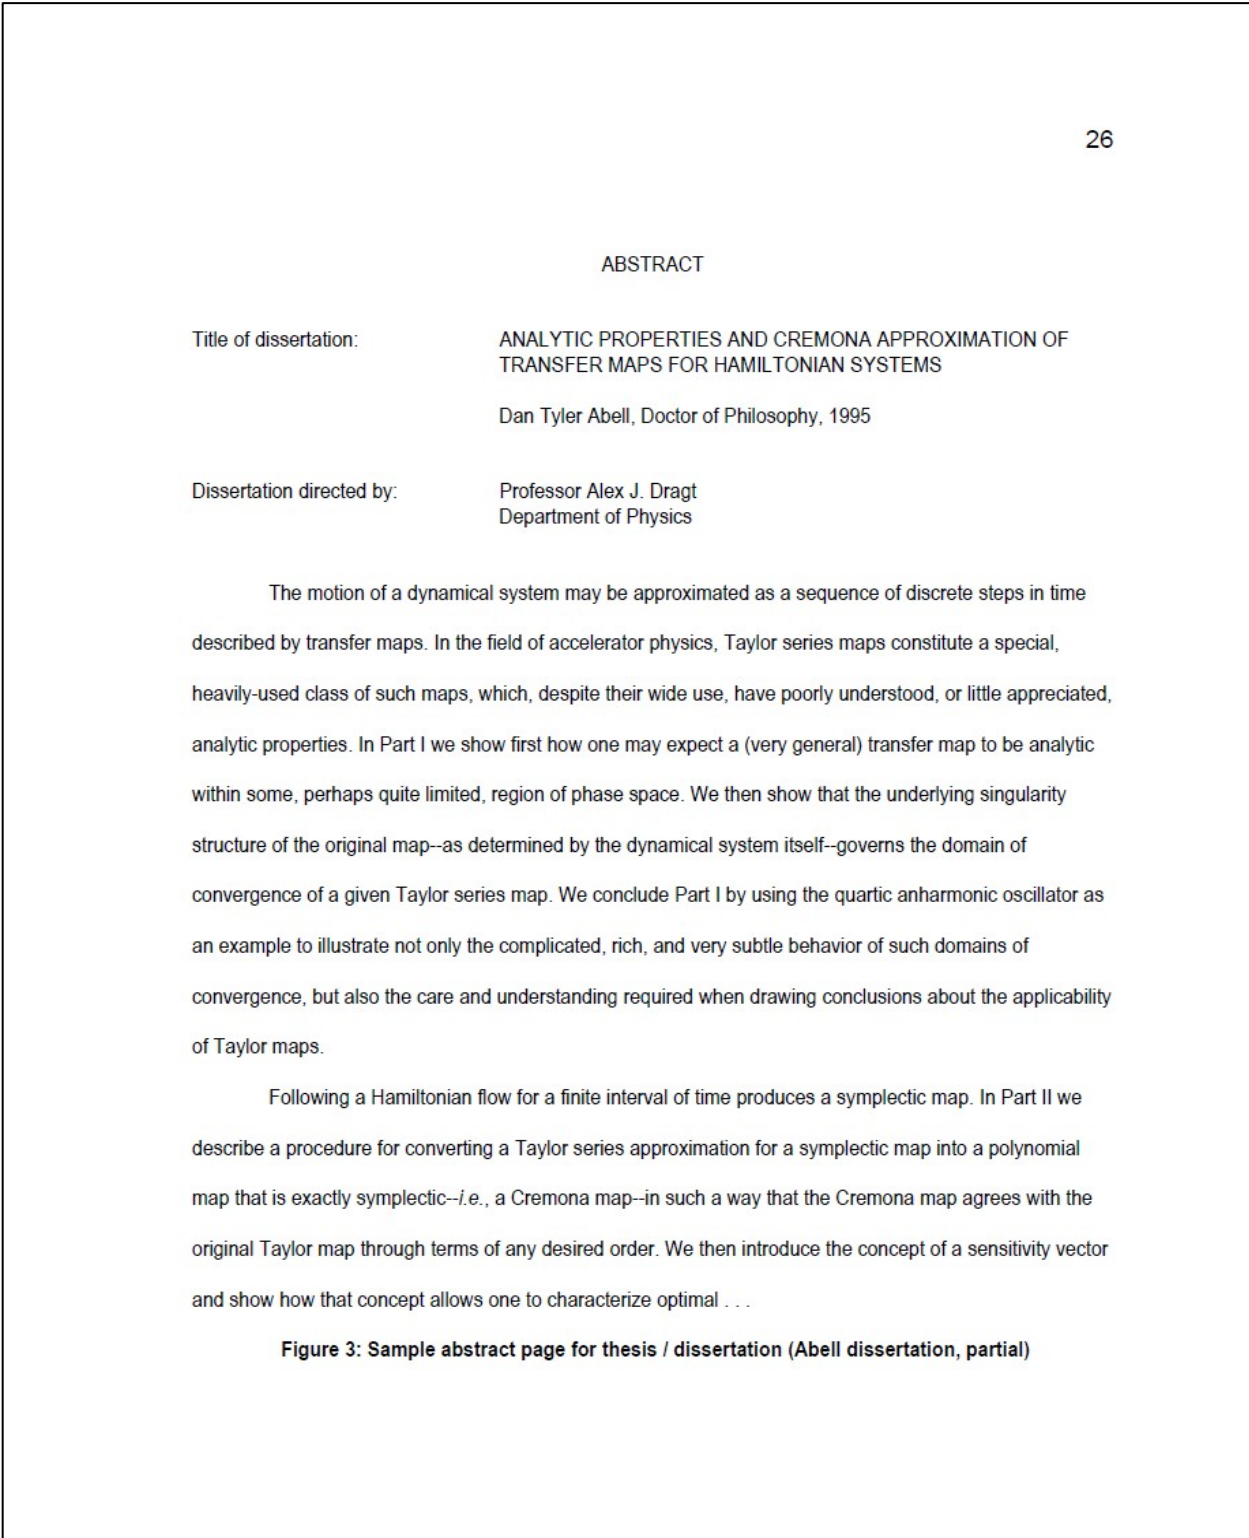 26
ABSTRACT
Title of dissertation: ANALYTIC PROPERTIES AND CREMONA APPROXIMATION OF
TRANSFER MAPS FOR HAMILTONIAN SYSTEMS
Dan Tyler Abell, Doctor of Philosophy, 1995
Dissertation directed by: Professor Alex J. Dragt
Department of Physics
The motion of a dynamical system may be approximated as a sequence of discrete steps in time
described by transfer maps. In the field of accelerator physics, Taylor series maps constitute a special,
heavily-used class of such maps, which, despite their wide use, have poorly understood, or little appreciated,
analytic properties. In Part I we show first how one may expect a (very general) transfer map to be analytic
within some, perhaps quite limited, region of phase space. We then show that the underlying singularity
structure of the original map--as determined by the dynamical system itself--governs the domain of
convergence of a given Taylor series map. We conclude Part I by using the quartic anharmonic oscillator as
an example to illustrate not only the complicated, rich, and very subtle behavior of such domains of
convergence, but also the care and understanding required when drawing conclusions about the applicability
of Taylor maps.
Following a Hamiltonian flow for a finite interval of time produces a symplectic map. In Part II we
describe a procedure for converting a Taylor series approximation for a symplectic map into a polynomial
map that is exactly symplectic--i.e., a Cremona map--in such a way that the Cremona map agrees with the
original Taylor map through terms of any desired order. We then introduce the concept of a sensitivity vector
and show how that concept allows one to characterize optimal . . .
Figure 3: Sample abstract page for thesis / dissertation (Abell dissertation, partial)